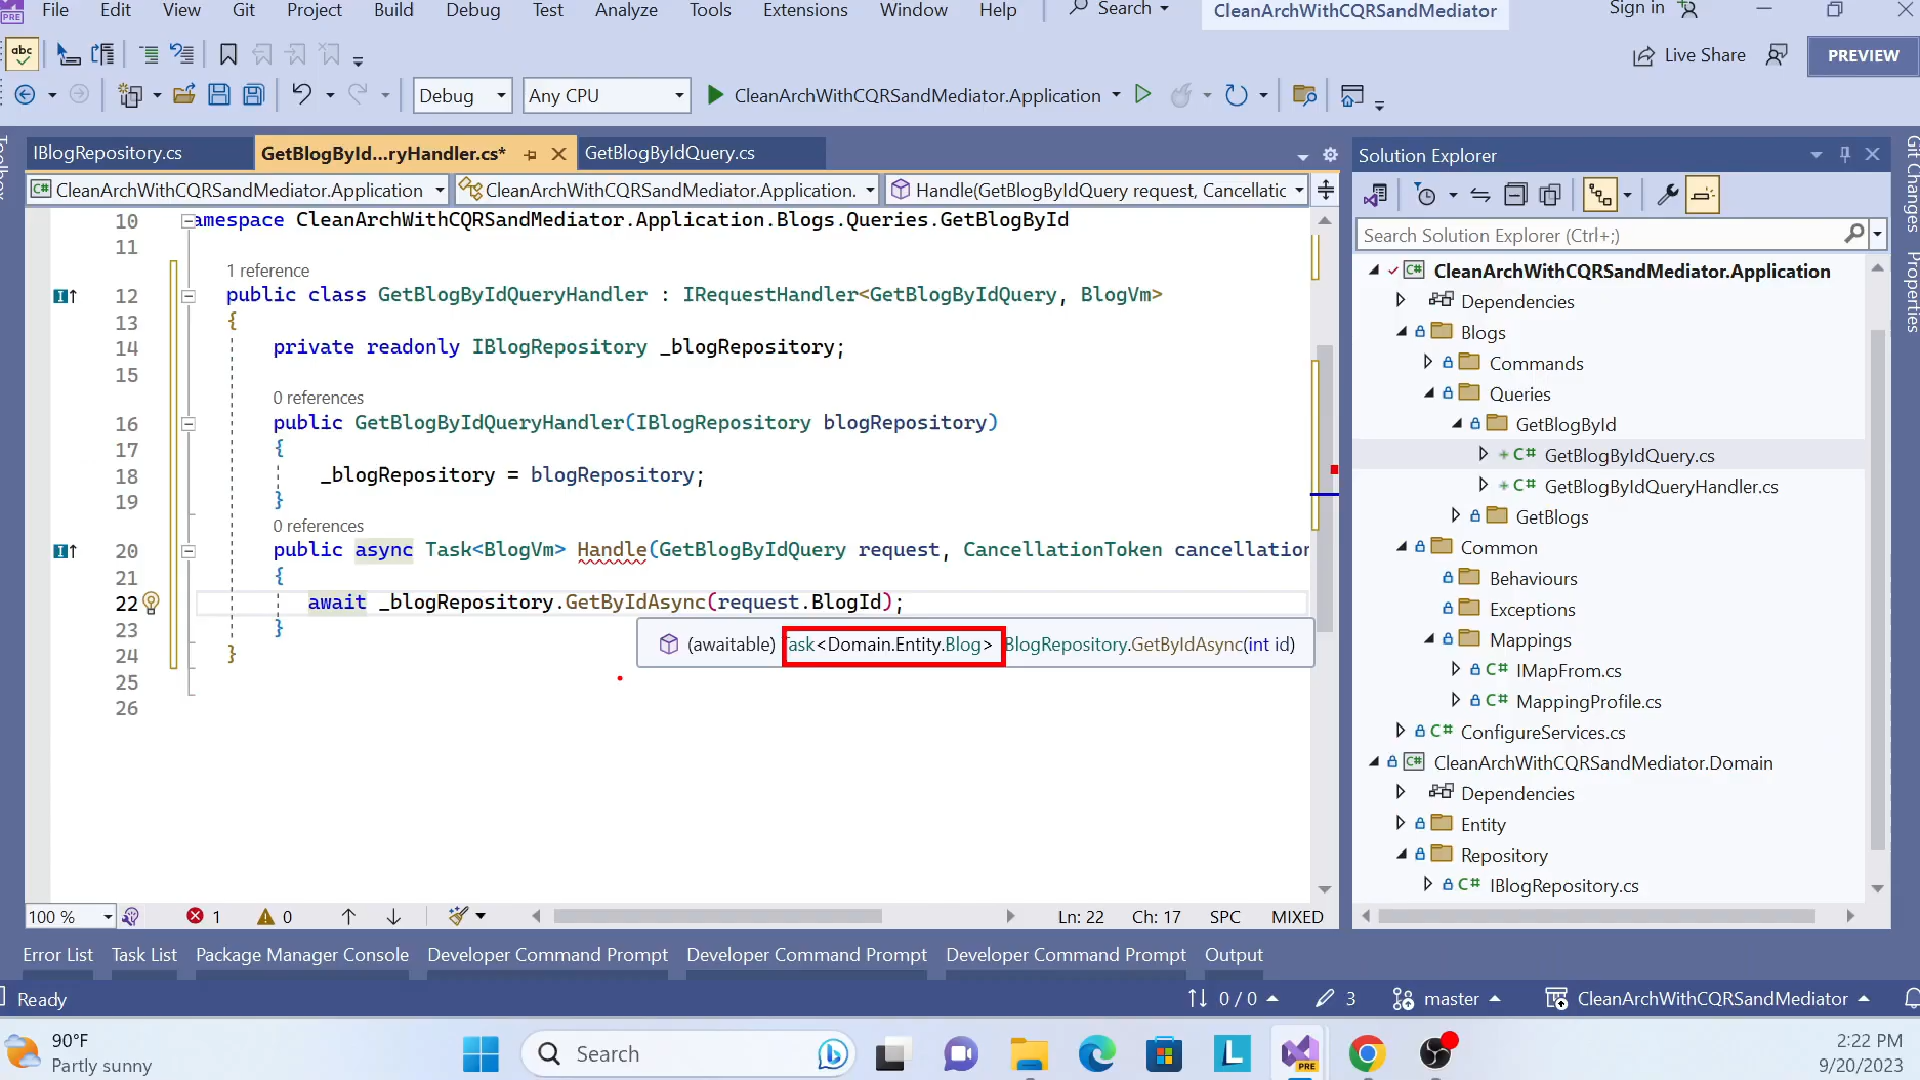 File Edit View Git Project Build Debug Test Analyze Tools Extensions Window Help Search CleanArchWithCQRSandMediator Sign in
PRE
abc
Live Share PREVIEW
Debug Any CPU CleanArchWithCQRSandMediator.Application
IBlogRepository.cs GetBlogById...ryHandler.cs* GetBlogByIdQuery.cs
CleanArchWithCQRSandMediator.Application CleanArchWithCQRSandMediator.Application. Handle(GetBlogByIdQuery request, Cancellatic
10 amespace CleanArchWithCQRSandMediator.Application.Blogs.Queries.GetBlogById
11
1 reference
12 public class GetBlogByIdQueryHandler : IRequestHandler<GetBlogByIdQuery, BlogVm>
13 {
14 private readonly IBlogRepository _blogRepository;
15
0 references
16 public GetBlogByIdQueryHandler(IBlogRepository blogRepository)
17 {
18 _blogRepository = blogRepository;
19 }
0 references
20 public async Task<BlogVm> Handle(GetBlogByIdQuery request, CancellationToken cancellation
21 {
22 await _blogRepository.GetByIdAsync(request.BlogId);
23 }
(awaitable) Task<Domain.Entity.Blog> BlogRepository.GetByIdAsync(int id)
24 }
25
26
100 % 1 0 Ln: 22 Ch: 17 SPC MIXED
Solution Explorer
Search Solution Explorer (Ctrl+;)
CleanArchWithCQRSandMediator.Application
Dependencies
Blogs
Commands
Queries
GetBlogById
C# GetBlogByIdQuery.cs
C# GetBlogByIdQueryHandler.cs
GetBlogs
Common
Behaviours
Exceptions
Mappings
C# IMapFrom.cs
C# MappingProfile.cs
C# ConfigureServices.cs
CleanArchWithCQRSandMediator.Domain
Dependencies
Entity
Repository
C# IBlogRepository.cs
Git Changes
Properties
Error List Task List Package Manager Console Developer Command Prompt Developer Command Prompt Developer Command Prompt Output
Ready 0 / 0 3 master CleanArchWithCQRSandMediator
90°F
Partly sunny
Search
PRE
2:22 PM
9/20/2023